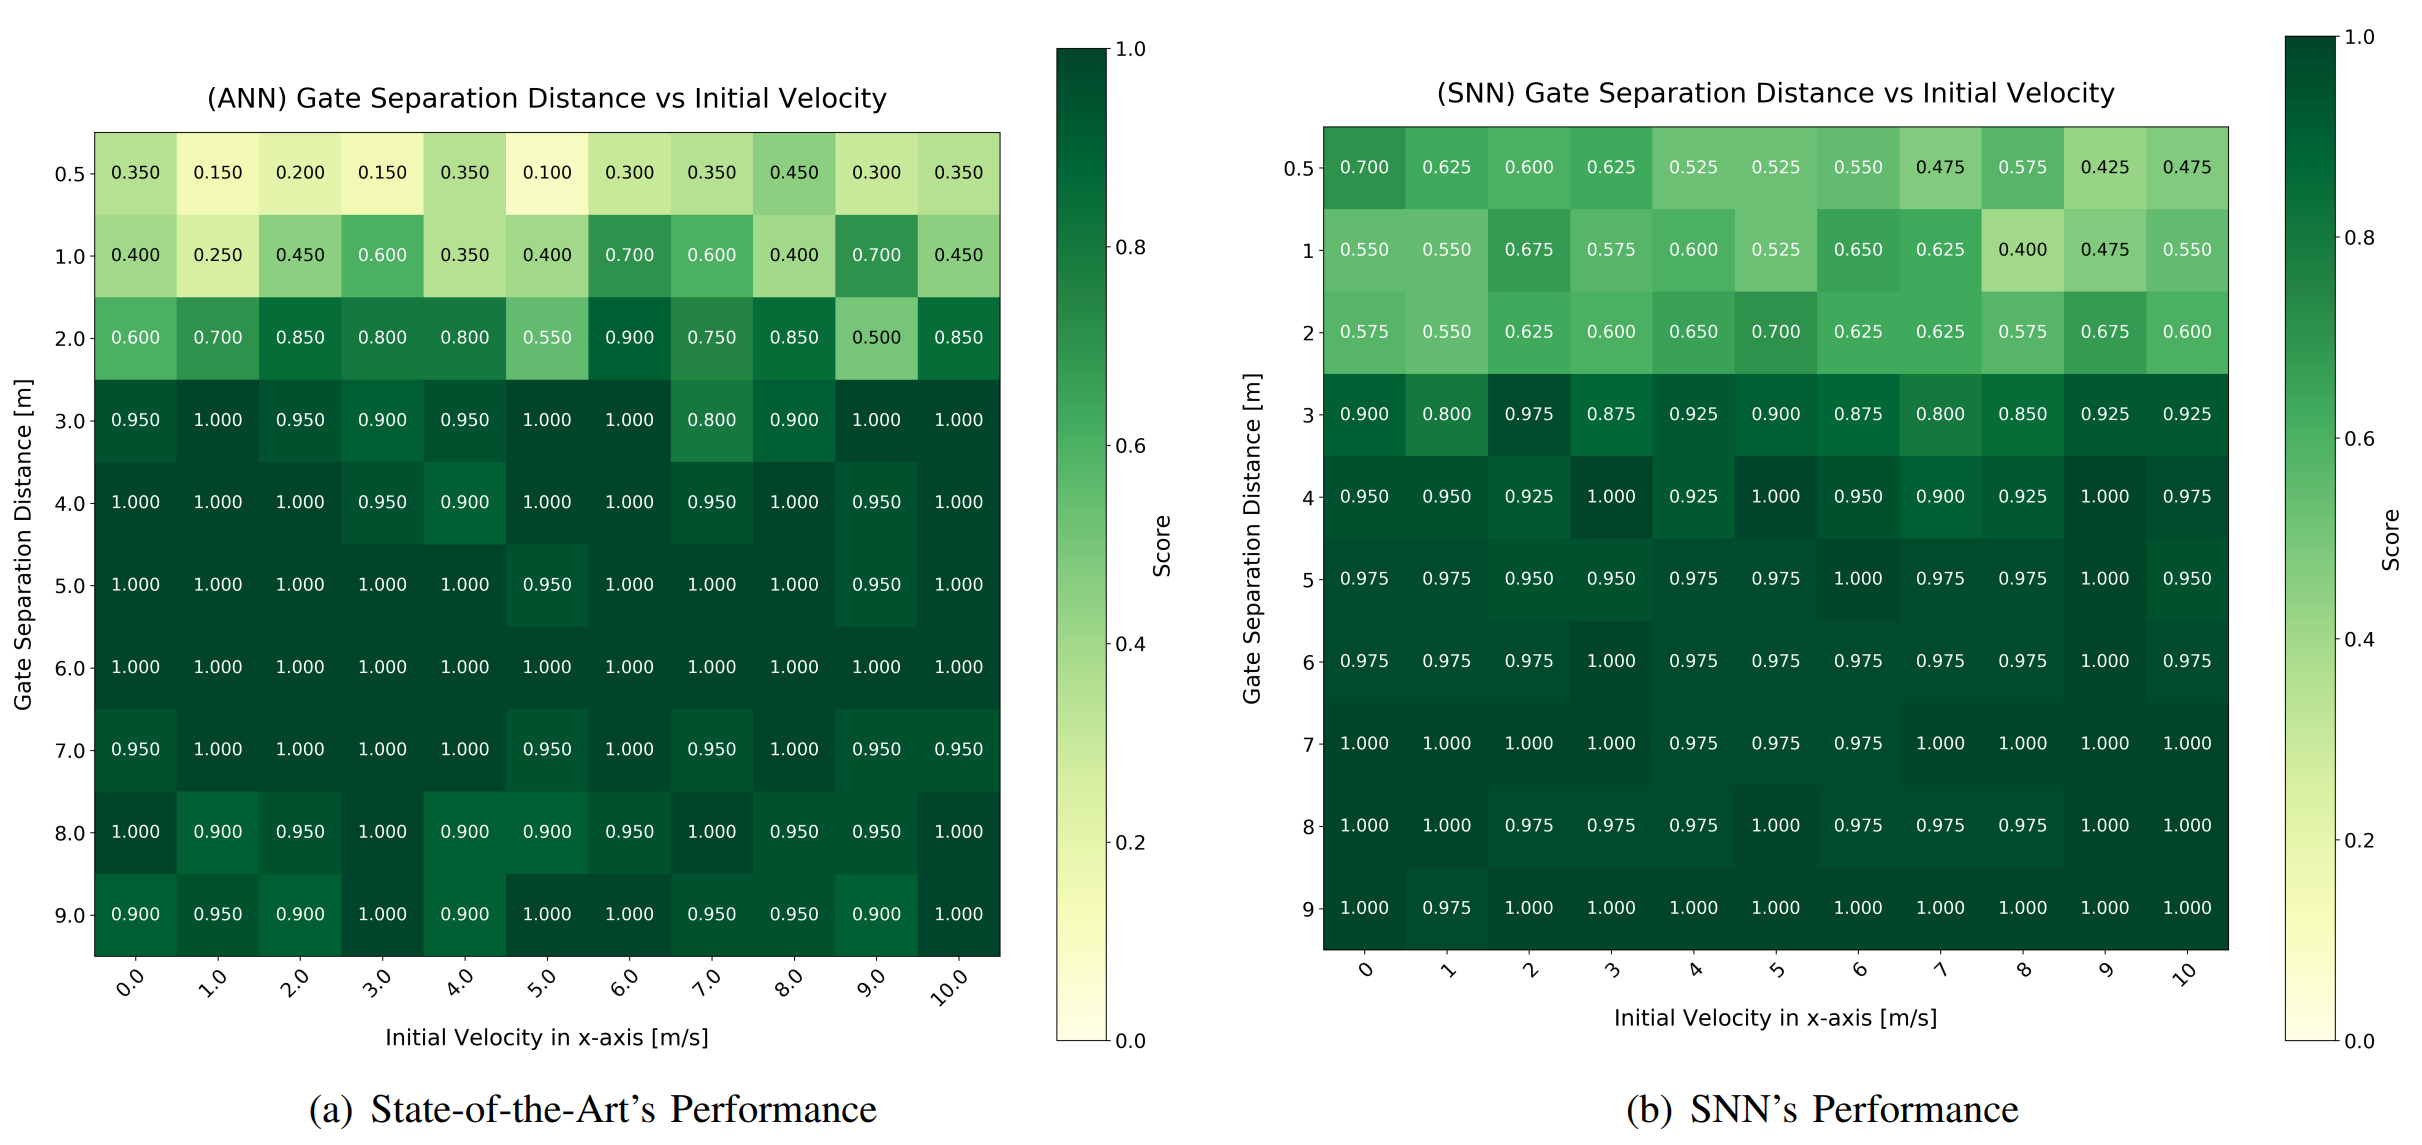 (ANN) Gate Separation Distance vs Initial Velocity
Gate Separation Distance [m]
0.5 0.350 0.150 0.200 0.150 0.350 0.100 0.300 0.350 0.450 0.300 0.350
1.0 0.400 0.250 0.450 0.600 0.350 0.400 0.700 0.600 0.400 0.700 0.450
2.0 0.600 0.700 0.850 0.800 0.800 0.550 0.900 0.750 0.850 0.500 0.850
3.0 0.950 1.000 0.950 0.900 0.950 1.000 1.000 0.800 0.900 1.000 1.000
4.0 1.000 1.000 1.000 0.950 0.900 1.000 1.000 0.950 1.000 0.950 1.000
5.0 1.000 1.000 1.000 1.000 1.000 0.950 1.000 1.000 1.000 0.950 1.000
6.0 1.000 1.000 1.000 1.000 1.000 1.000 1.000 1.000 1.000 1.000 1.000
7.0 0.950 1.000 1.000 1.000 1.000 0.950 1.000 0.950 1.000 0.950 0.950
8.0 1.000 0.900 0.950 1.000 0.900 0.900 0.950 1.000 0.950 0.950 1.000
9.0 0.900 0.950 0.900 1.000 0.900 1.000 1.000 0.950 0.950 0.900 1.000
0.0 1.0 2.0 3.0 4.0 5.0 6.0 7.0 8.0 9.0 10.0
Initial Velocity in x-axis [m/s]
1.0
0.8
0.6
0.4
0.2
0.0
Score
(a) State-of-the-Art's Performance
(SNN) Gate Separation Distance vs Initial Velocity
Gate Separation Distance [m]
0.5 0.700 0.625 0.600 0.625 0.525 0.525 0.550 0.475 0.575 0.425 0.475
1 0.550 0.550 0.675 0.575 0.600 0.525 0.650 0.625 0.400 0.475 0.550
2 0.575 0.550 0.625 0.600 0.650 0.700 0.625 0.625 0.575 0.675 0.600
3 0.900 0.800 0.975 0.875 0.925 0.900 0.875 0.800 0.850 0.925 0.925
4 0.950 0.950 0.925 1.000 0.925 1.000 0.950 0.900 0.925 1.000 0.975
5 0.975 0.975 0.950 0.950 0.975 0.975 1.000 0.975 0.975 1.000 0.950
6 0.975 0.975 0.975 1.000 0.975 0.975 0.975 0.975 0.975 1.000 0.975
7 1.000 1.000 1.000 1.000 0.975 0.975 0.975 1.000 1.000 1.000 1.000
8 1.000 1.000 0.975 0.975 0.975 1.000 0.975 0.975 0.975 1.000 1.000
9 1.000 0.975 1.000 1.000 1.000 1.000 1.000 1.000 1.000 1.000 1.000
0 1 2 3 4 5 6 7 8 9 10
Initial Velocity in x-axis [m/s]
1.0
0.8
0.6
0.4
0.2
0.0
Score
(b) SNN's Performance